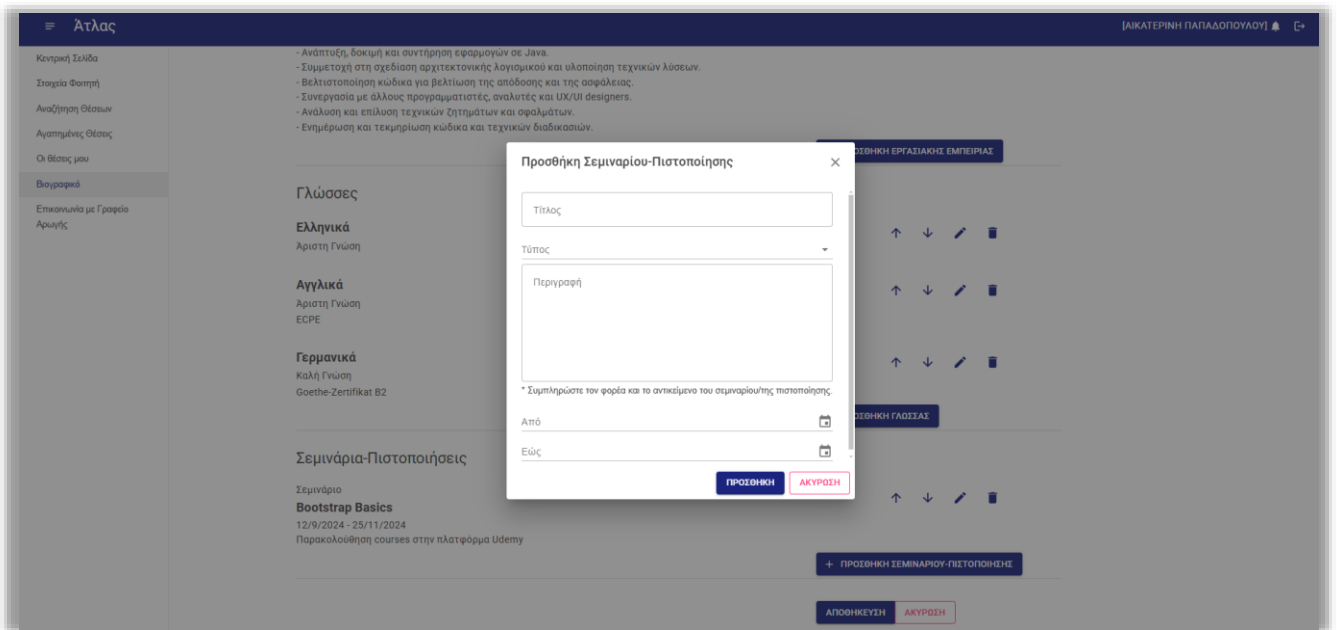 Άτλας
[ΑΙΚΑΤΕΡΙΝΗ ΠΑΠΑΔΟΠΟΥΛΟΥ]
Κεντρική Σελίδα
Στοιχεία Φοιτητή
Αναζήτηση Θέσεων
Αγαπημένες Θέσεις
Οι θέσεις μου
Βιογραφικό
Επικοινωνία με Γραφείο
Αρωγής
- Ανάπτυξη, δοκιμή και συντήρηση εφαρμογών σε Java.
- Συμμετοχή στη σχεδίαση αρχιτεκτονικής λογισμικού και υλοποίηση τεχνικών λύσεων.
- Βελτιστοποίηση κώδικα για βελτίωση της απόδοσης και της ασφάλειας.
- Συνεργασία με άλλους προγραμματιστές, αναλυτές και UX/UI designers.
- Ανάλυση και επίλυση τεχνικών ζητημάτων και σφαλμάτων.
- Ενημέρωση και τεκμηρίωση κώδικα και τεχνικών διαδικασιών.
ΟΣΘΗΚΗ ΕΡΓΑΣΙΑΚΗΣ ΕΜΠΕΙΡΙΑΣ
Γλώσσες
Ελληνικά
Άριστη Γνώση
Αγγλικά
Άριστη Γνώση
ECPE
Γερμανικά
Καλή Γνώση
Goethe-Zertifikat B2
ΟΣΘΗΚΗ ΓΛΩΣΣΑΣ
Προσθήκη Σεμιναρίου-Πιστοποίησης
Τίτλος
Τύπος
Περιγραφή
* Συμπληρώστε τον φορέα και το αντικείμενο του σεμιναρίου/της πιστοποίησης.
Από
Εώς
ΠΡΟΣΘΗΚΗ
ΑΚΥΡΩΣΗ
Σεμινάρια-Πιστοποιήσεις
Σεμινάριο
Bootstrap Basics
12/9/2024 - 25/11/2024
Παρακολούθηση courses στην πλατφόρμα Udemy
+ ΠΡΟΣΘΗΚΗ ΣΕΜΙΝΑΡΙΟΥ-ΠΙΣΤΟΠΟΙΗΣΗΣ
ΑΠΟΘΗΚΕΥΣΗ
ΑΚΥΡΩΣΗ